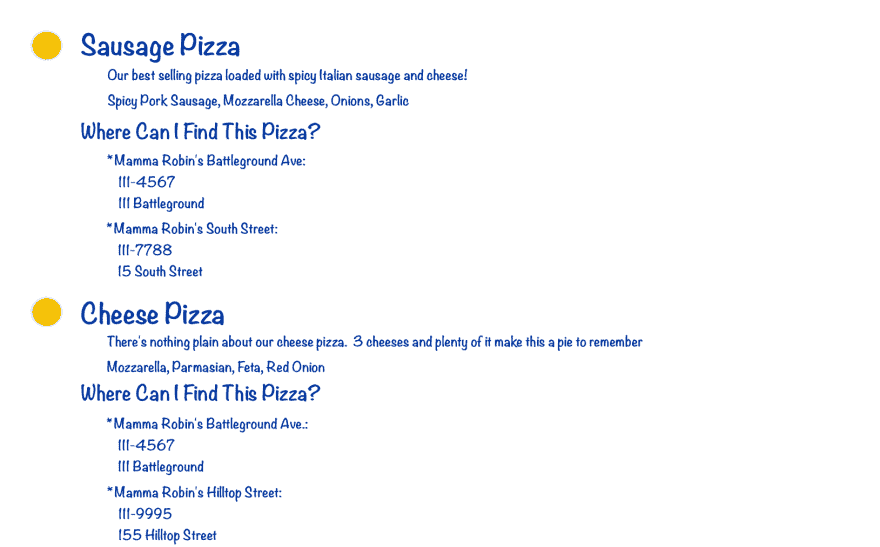 Sausage Pizza
Our best selling pizza loaded with spicy Italian sausage and cheese!
Spicy Pork Sausage, Mozzarella Cheese, Onions, Garlic
Where Can I Find This Pizza?
*Mamma Robin's Battleground Ave:
111-4567
111 Battleground
*Mamma Robin's South Street:
111-7788
15 South Street
Cheese Pizza
There's nothing plain about our cheese pizza. 3 cheeses and plenty of it make this a pie to remember
Mozzarella, Parmasian, Feta, Red Onion
Where Can I Find This Pizza?
*Mamma Robin's Battleground Ave.:
111-4567
111 Battleground
*Mamma Robin's Hilltop Street:
111-9995
155 Hilltop Street